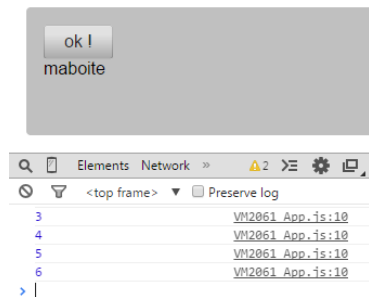 ok !
maboite
Elements Network » 2
<top frame> ▼ Preserve log
3 VM2061 App.js:10
4 VM2061 App.js:10
5 VM2061 App.js:10
6 VM2061 App.js:10
>